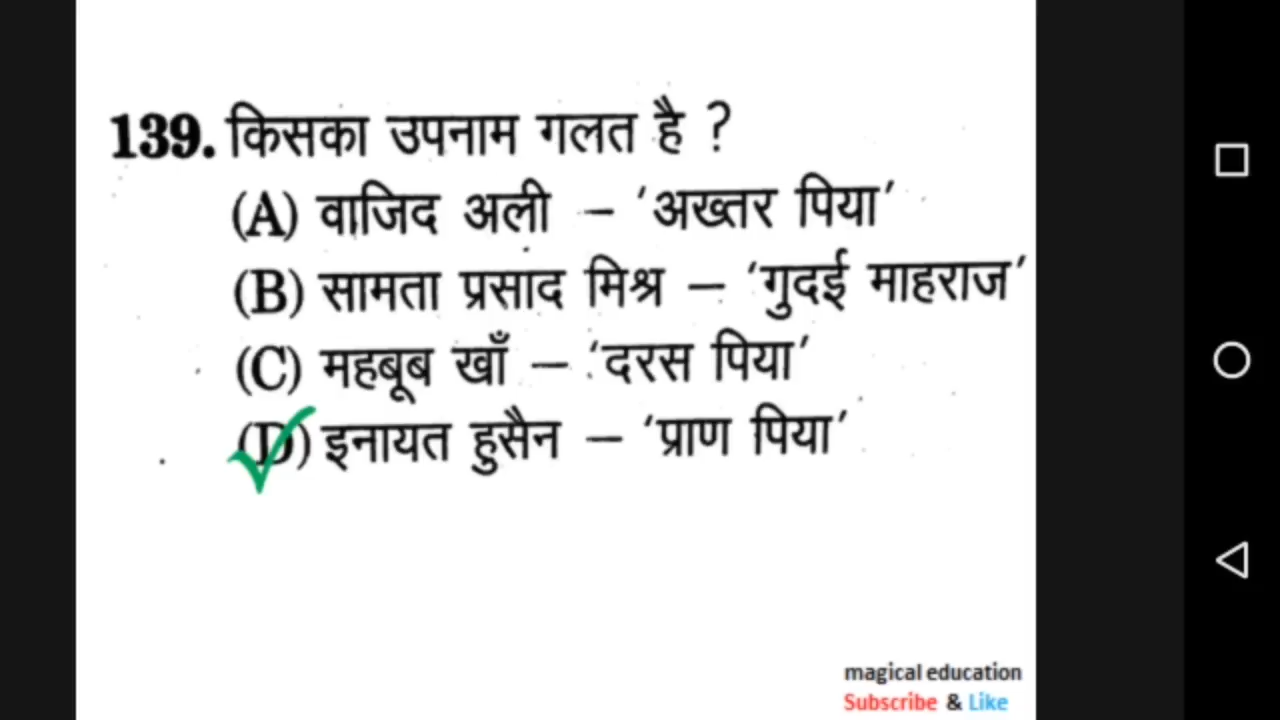 139. किसका उपनाम गलत है ?
(A) वाजिद अली – 'अख्तर पिया'
(B) सामता प्रसाद मिश्र – 'गुदई माहराज'
(C) महबूब खाँ – 'दरस पिया'
(D) इनायत हुसैन – 'प्राण पिया'
magical education
Subscribe & Like